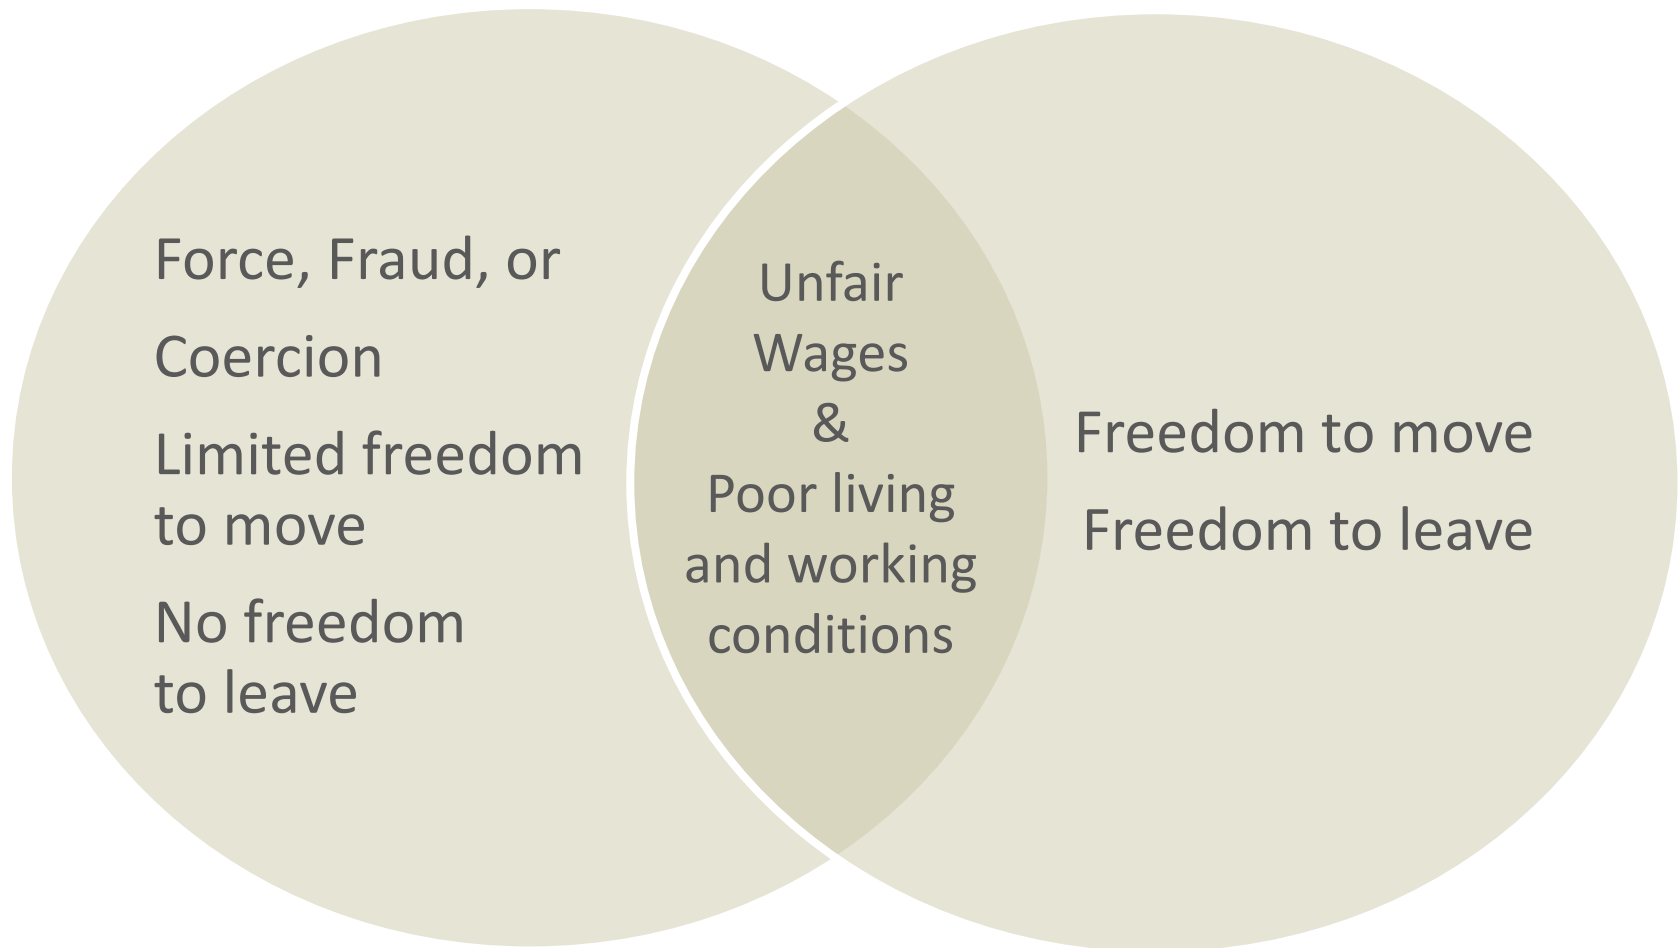 Force, Fraud, or
Coercion
Limited freedom
to move
No freedom
to leave
Unfair
Wages
&
Poor living
and working
conditions
Freedom to move
Freedom to leave